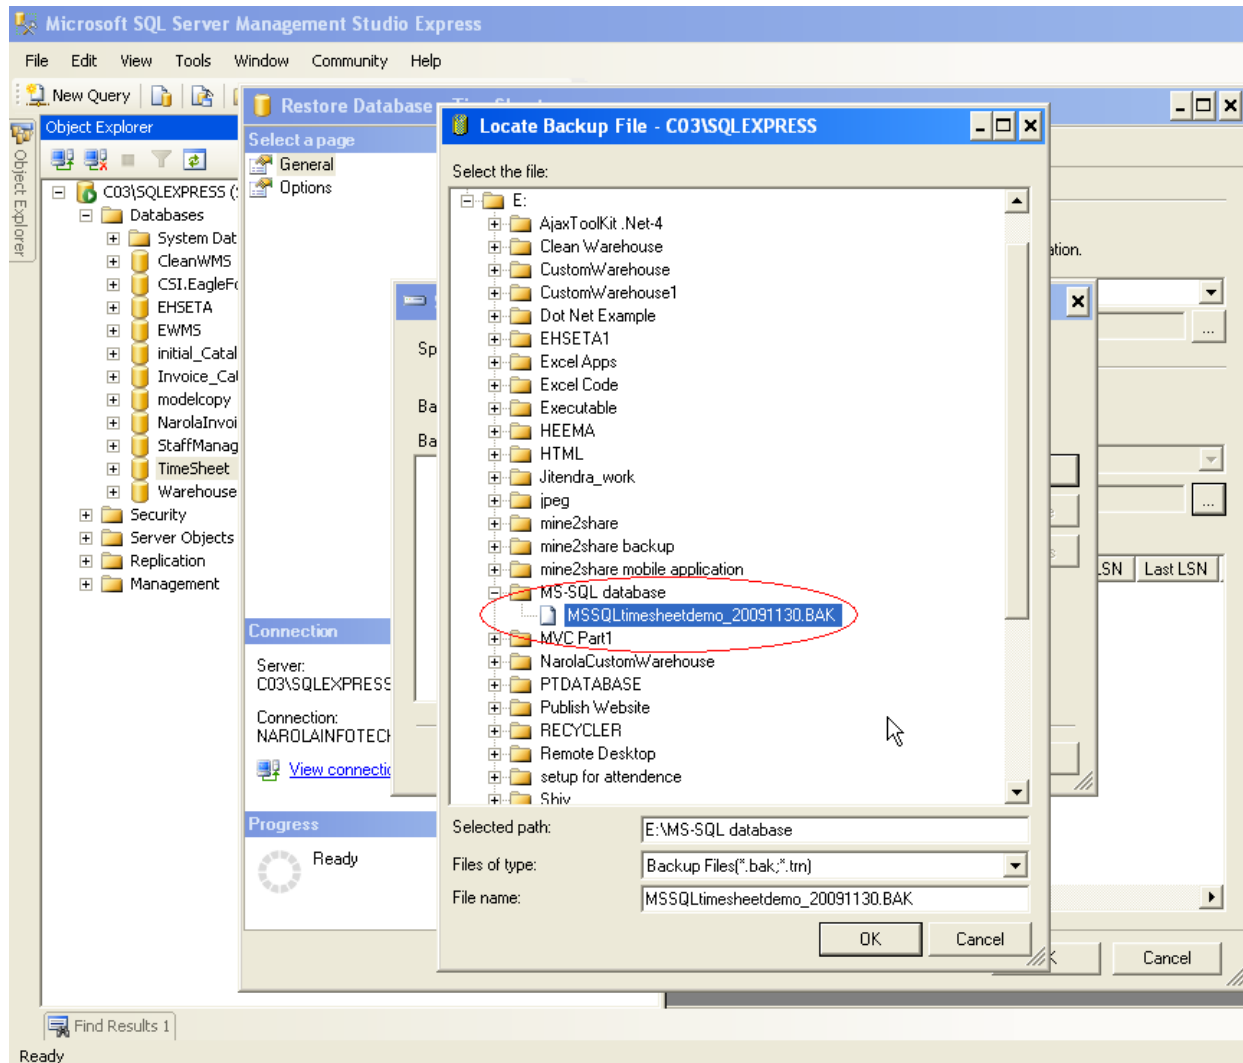 Microsoft SQL Server Management Studio Express
File Edit View Tools Window Community Help
New Query
Object Explorer
Object Explorer
C03\SQLEXPRESS (
Databases
System Dat
CleanWMS
CSI.EagleFo
EHSETA
EWMS
initial_Catal
Invoice_Cal
modelcopy
NarolaInvoi
StaffManag
TimeSheet
Warehouse
Security
Server Objects
Replication
Management
Restore Database - TimeSheet
Select a page
General
Options
Connection
Server:
C03\SQLEXPRESS
Connection:
NAROLAINFOTECH
View connectio
Progress
Ready
Sp
Ba
Ba
Locate Backup File - C03\SQLEXPRESS
Select the file:
E:
AjaxToolKit .Net-4
Clean Warehouse
CustomWarehouse
CustomWarehouse1
Dot Net Example
EHSETA1
Excel Apps
Excel Code
Executable
HEEMA
HTML
Jitendra_work
jpeg
mine2share
mine2share backup
mine2share mobile application
MS-SQL database
MSSQLtimesheetdemo_20091130.BAK
MVC Part1
NarolaCustomWarehouse
PTDATABASE
Publish Website
RECYCLER
Remote Desktop
setup for attendence
Shiv
Selected path: E:\MS-SQL database
Files of type: Backup Files(*.bak;*.trn)
File name: MSSQLtimesheetdemo_20091130.BAK
OK Cancel
ation.
...
...
LSN Last LSN
Cancel
Find Results 1
Ready